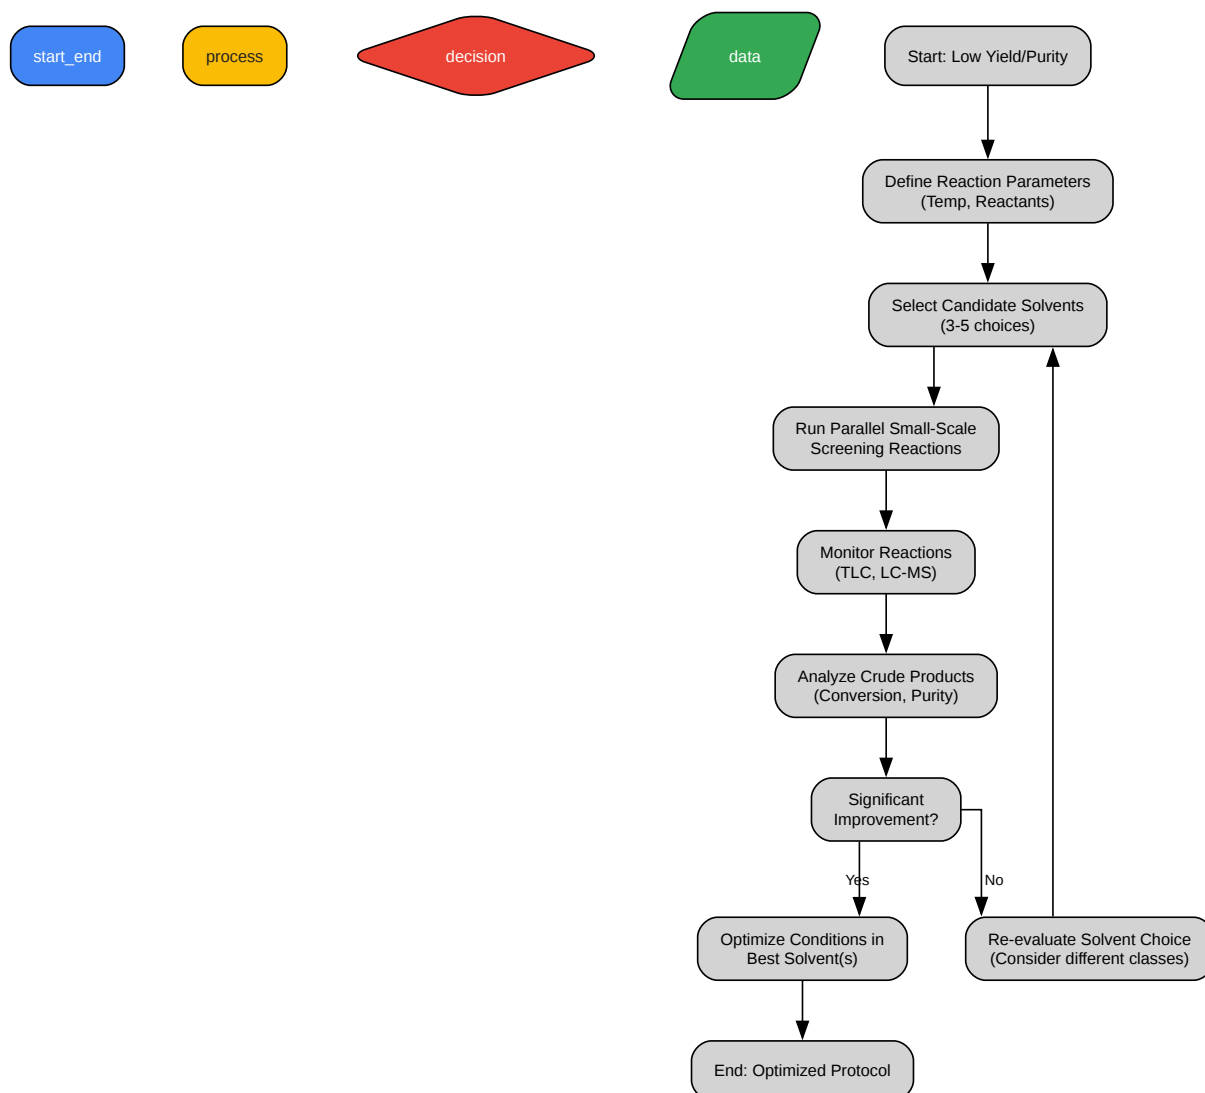 start_end
process
decision
data
Start: Low Yield/Purity
Define Reaction Parameters
(Temp, Reactants)
Select Candidate Solvents
(3-5 choices)
Run Parallel Small-Scale
Screening Reactions
Monitor Reactions
(TLC, LC-MS)
Analyze Crude Products
(Conversion, Purity)
Significant
Improvement?
Yes
No
Optimize Conditions in
Best Solvent(s)
Re-evaluate Solvent Choice
(Consider different classes)
End: Optimized Protocol